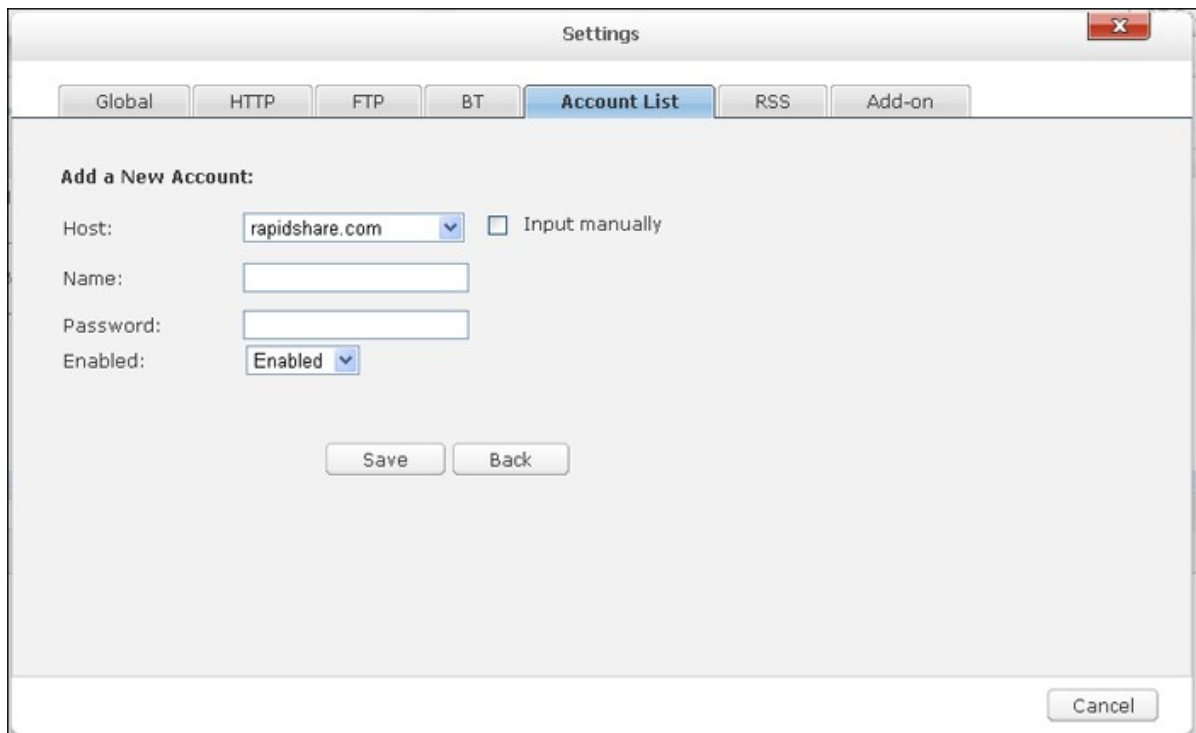 Settings
X
Global HTTP FTP BT Account List RSS Add-on
Add a New Account:
Host: rapidshare.com Input manually
Name:
Password:
Enabled: Enabled
Save Back
Cancel